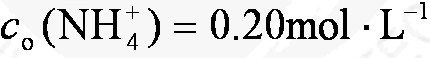 c₀(NH₄⁺) = 0.20mol·L⁻¹